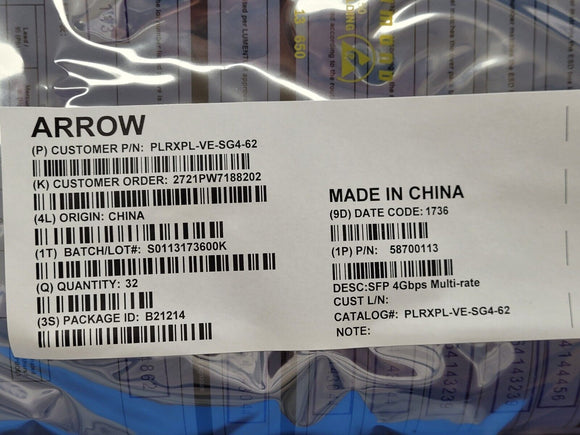 ARROW
(P) CUSTOMER P/N: PLRXPL-VE-SG4-62
(K) CUSTOMER ORDER: 2721PW7188202
(4L) ORIGIN: CHINA
(1T) BATCH/LOT#: S0113173600K
(Q) QUANTITY: 32
(3S) PACKAGE ID: B21214
MADE IN CHINA
(9D) DATE CODE: 1736
(1P) P/N: 58700113
DESC:SFP 4Gbps Multi-rate
CUST L/N:
CATALOG#: PLRXPL-VE-SG4-62
NOTE: